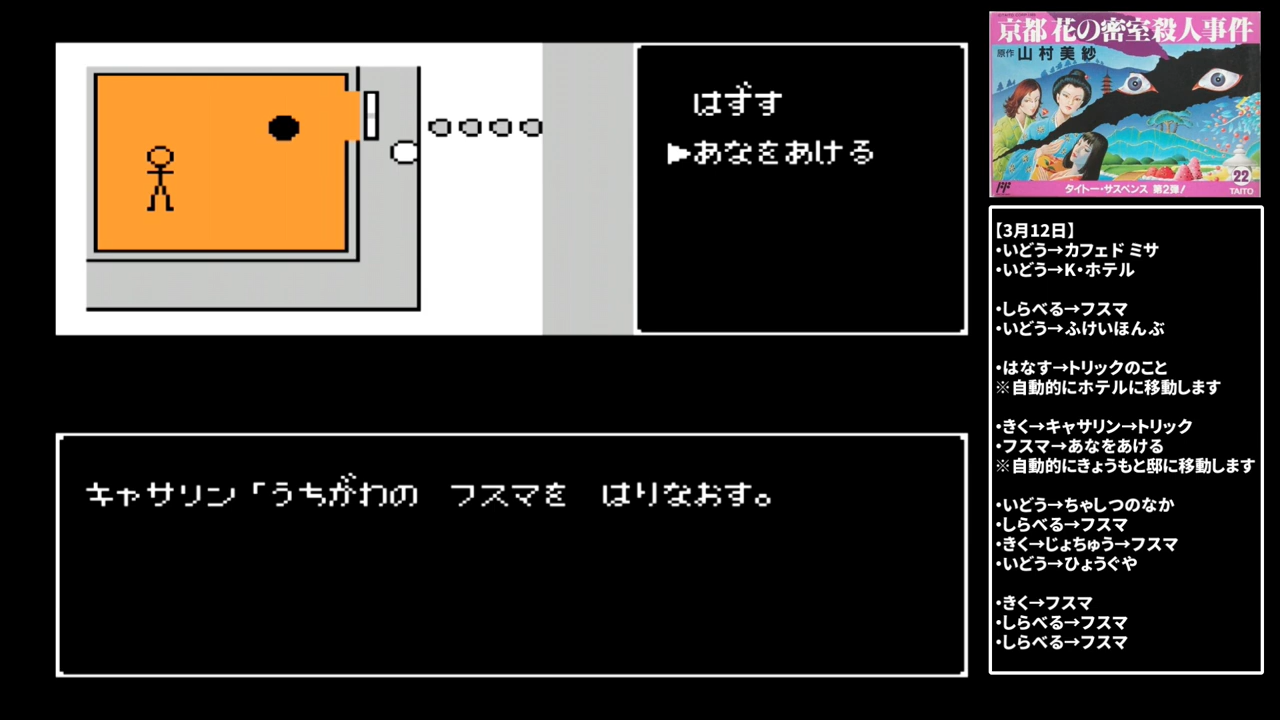 はずす
▶あなをあける
キャサリン「うちがわの フスマを はりなおす。
京都花の密室殺人事件
原作 山村美紗
22
タイトー・サスペンス 第2弾!
TAITO
【3月12日】
・いどう→カフェド ミサ
・いどう→K・ホテル
・しらべる→フスマ
・いどう→ふけいほんぶ
・はなす→トリックのこと
※自動的にホテルに移動します
・きく→キャサリン→トリック
・フスマ→あなをあける
※自動的にきょうもと邸に移動します
・いどう→ちゃしつのなか
・しらべる→フスマ
・きく→じょちゅう→フスマ
・いどう→ひょうぐや
・きく→フスマ
・しらべる→フスマ
・しらべる→フスマ